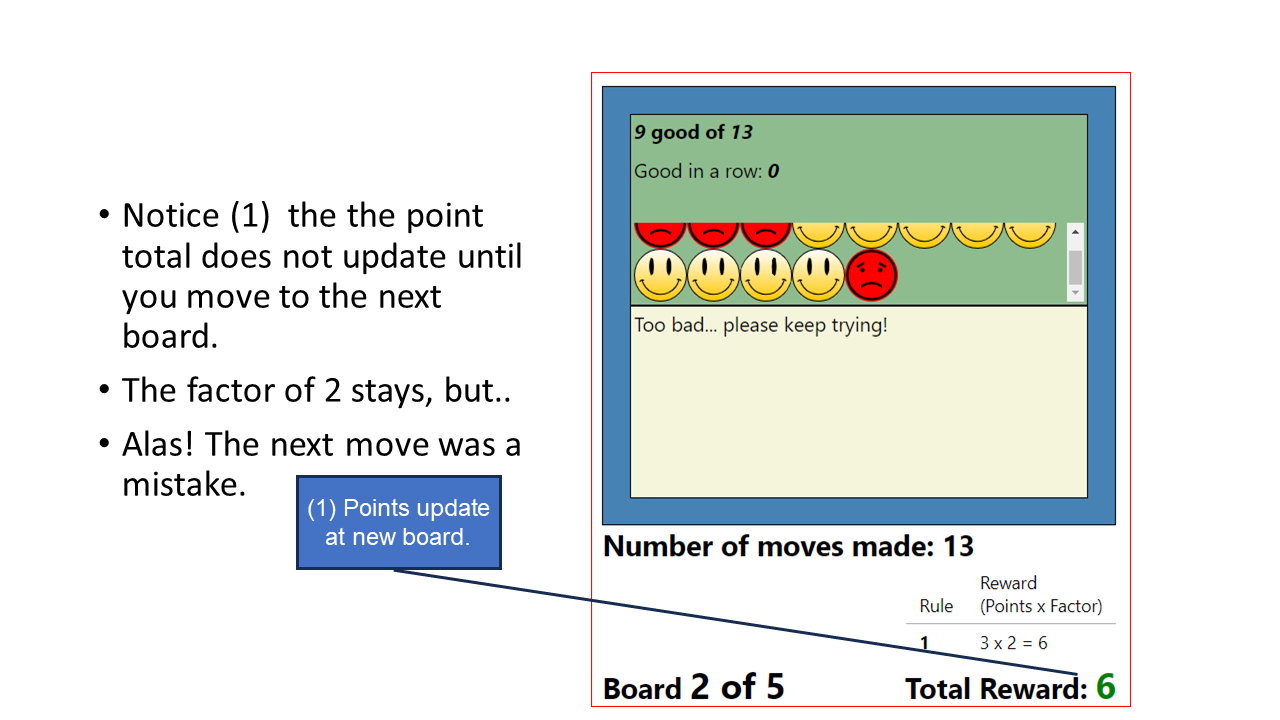 • Notice (1)  the the point
total does not update until
you move to the next
board.
• The factor of 2 stays, but..
• Alas! The next move was a
mistake.
(1) Points update
at new board.
9 good of 13
Good in a row: 0
Too bad... please keep trying!
Number of moves made: 13
Reward
Rule (Points x Factor)
1 3 x 2 = 6
Board 2 of 5
Total Reward: 6